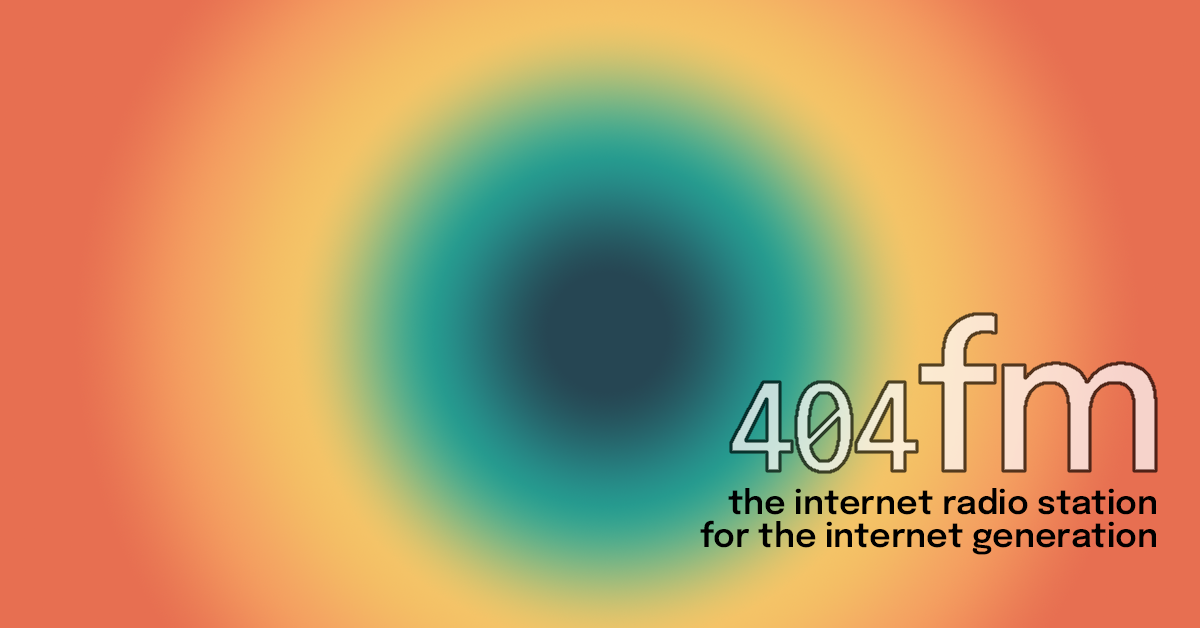 404fm
the internet radio station
for the internet generation